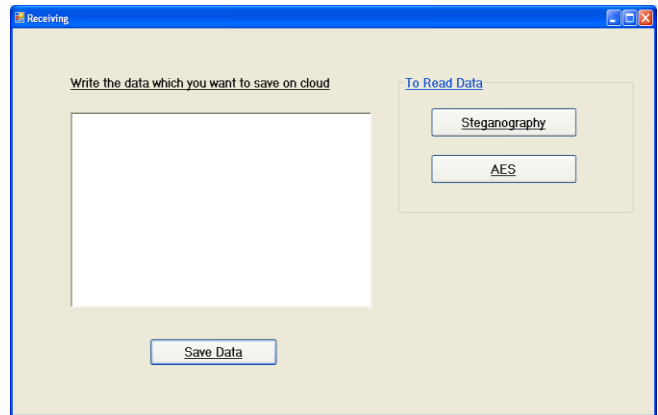 Receiving
Write the data which you want to save on cloud
To Read Data
Steganography
AES
Save Data